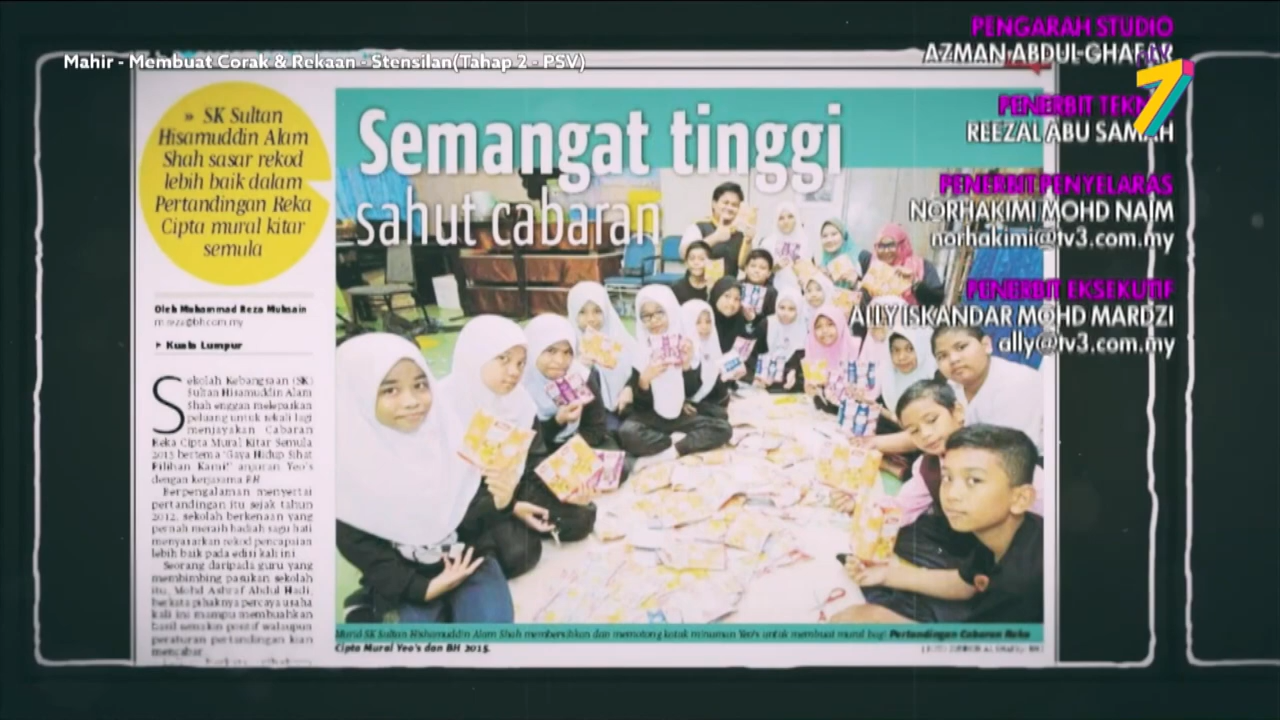 Mahir - Membuat Corak & Rekaan - Stensilan(Tahap 2 - PSV)
PENGARAH STUDIO
AZMAN ABDUL GHAFAR
PENERBIT
REEZAL ABU SAMAH
PENERBIT PENYELARAS
NORHAKIMI MOHD NAIM
norhakimi@tv3.com.my
PENERBIT EKSEKUTIF
ALLY ISKANDAR MOHD MARDZI
ally@tv3.com.my
7
» SK Sultan
Hisamuddin Alam
Shah sasar rekod
lebih baik dalam
Pertandingan Reka
Cipta mural kitar
semula
Semangat tinggi
sahut cabaran
Oleh Muhammad Reza Muhsain
▸ Kuala Lumpur
Sekolah Kebangsaan (SK)
Sultan Hisamuddin Alam
Shah enggan melepaskan
peluang untuk sekali lagi
menjayakan Cabaran
Reka Cipta Mural Kitar Semula
2015 bertema "Gaya Hidup Sihat
Pilihan Kami" anjuran Yeo's
dengan kerjasama BH
Berpengalaman menyertai
pertandingan itu sejak tahun
2012, sekolah berkenaan yang
pernah meraih hadiah sagu hati
menyasarkan rekod pencapaian
lebih baik pada edisi kali ini
Seorang daripada guru yang
membimbing pasukan sekolah
itu, Mohd Ashraf Abdul Hadi,
berkata pihaknya percaya usaha
kali ini mampu membuahkan
hasil semakin positif walaupun
peraturan pertandingan kian
mencabar
Murid SK Sultan Hishamuddin Alam Shah membersihkan dan memotong kotak minuman Yeo's untuk membuat mural bagi Pertandingan Cabaran Reka
Cipta Mural Yeo's dan BH 2015.